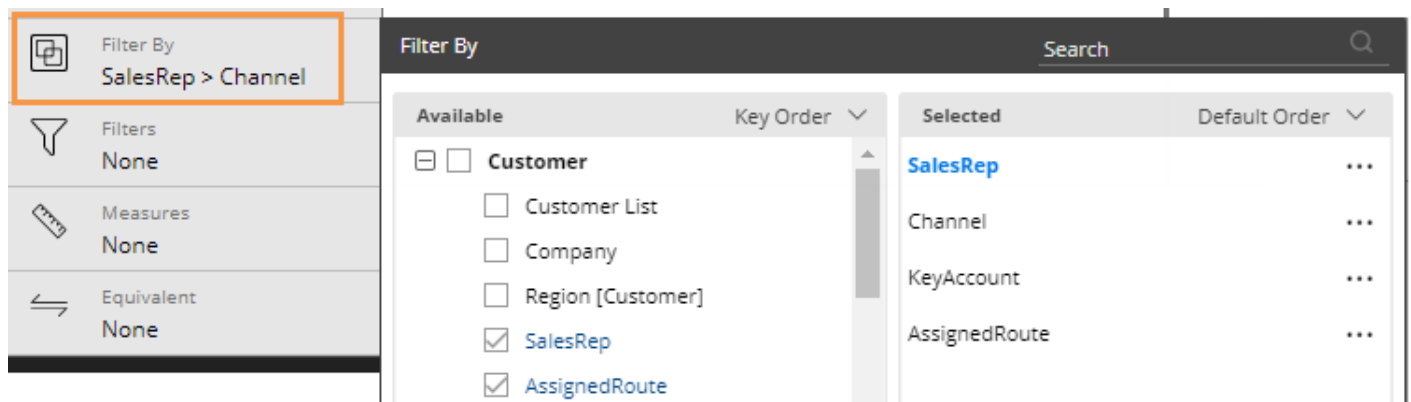 Filter By
SalesRep > Channel
Filters
None
Measures
None
Equivalent
None
Filter By
Search
Available
Key Order
Customer
Customer List
Company
Region [Customer]
SalesRep
AssignedRoute
Selected
Default Order
SalesRep
Channel
KeyAccount
AssignedRoute